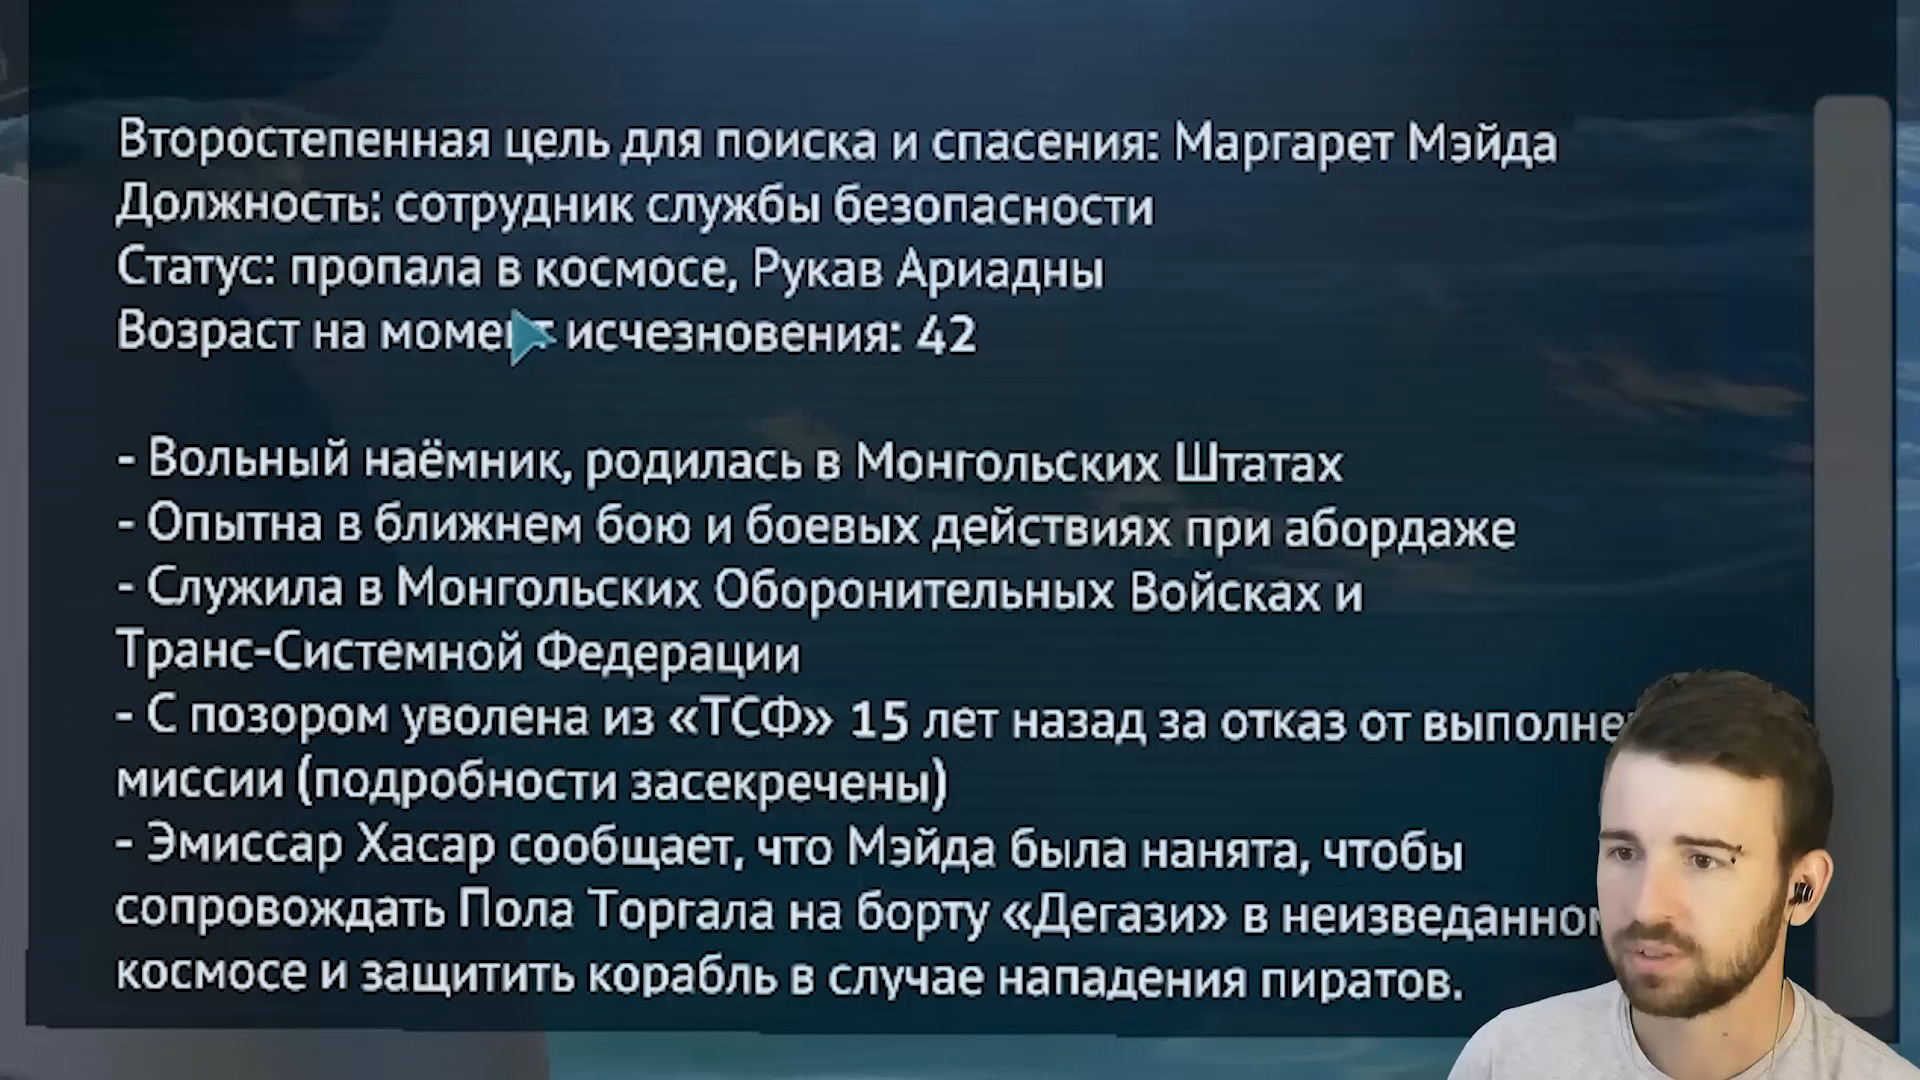 Второстепенная цель для поиска и спасения: Маргарет Мэйда
Должность: сотрудник службы безопасности
Статус: пропала в космосе, Рукав Ариадны
Возраст на момент исчезновения: 42
- Вольный наёмник, родилась в Монгольских Штатах
- Опытна в ближнем бою и боевых действиях при абордаже
- Служила в Монгольских Оборонительных Войсках и
Транс-Системной Федерации
- С позором уволена из «ТСФ» 15 лет назад за отказ от
миссии (подробности засекречены)
- Эмиссар Хасар сообщает, что Мэйда была нанята, чтобы
сопровождать Пола Торгала на борту «Дегази» в
космосе и защитить корабль в случае нападения пиратов.